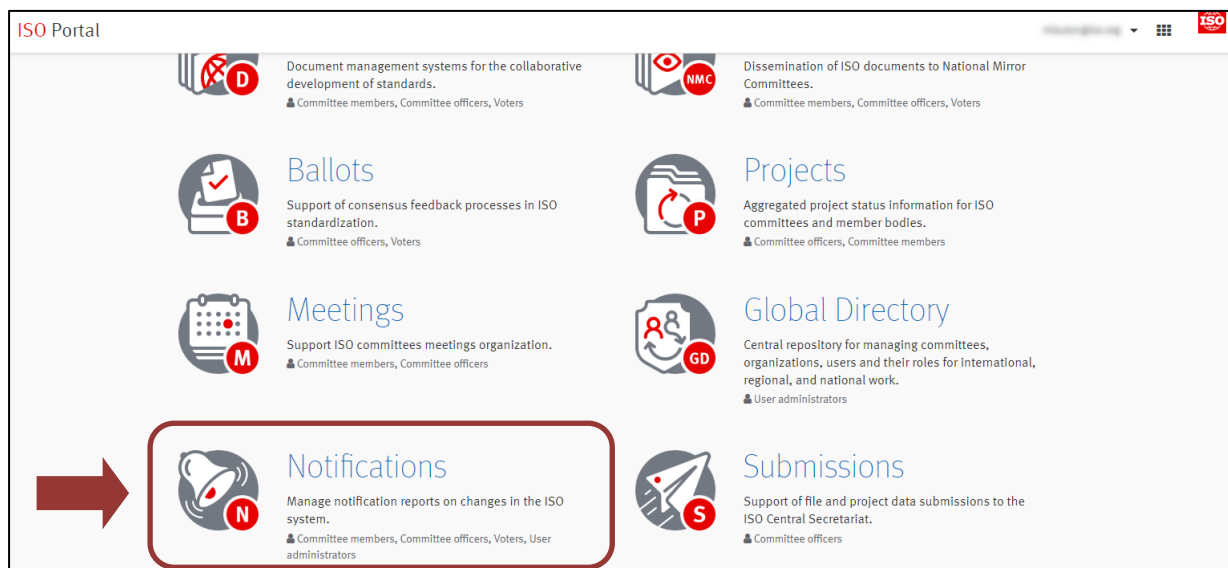 ISO Portal
ISO
D
Document management systems for the collaborative
development of standards.
Committee members, Committee officers, Voters
NMC
Dissemination of ISO documents to National Mirror
Committees.
Committee members, Committee officers, Voters
B
Ballots
Support of consensus feedback processes in ISO
standardization.
Committee officers, Voters
P
Projects
Aggregated project status information for ISO
committees and member bodies.
Committee officers, Committee members
M
Meetings
Support ISO committees meetings organization.
Committee members, Committee officers
GD
Global Directory
Central repository for managing committees,
organizations, users and their roles for international,
regional, and national work.
User administrators
N
Notifications
Manage notification reports on changes in the ISO
system.
Committee members, Committee officers, Voters, User
administrators
S
Submissions
Support of file and project data submissions to the
ISO Central Secretariat.
Committee officers